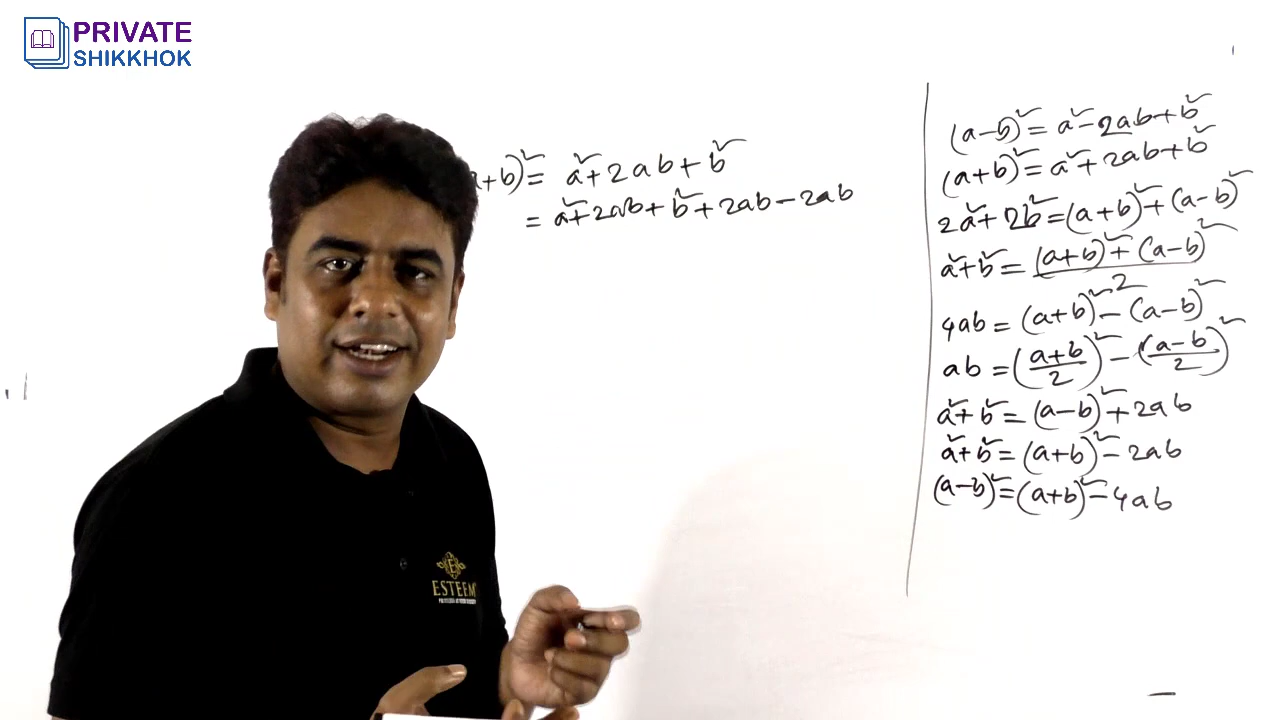 PRIVATE
SHIKKHOK
a+b)² = a² + 2ab + b²
= a² + 2ab + b² + 2ab - 2ab
(a-b)² = a² - 2ab + b²
(a+b)² = a² + 2ab + b²
2a² + 2b² = (a+b)² + (a-b)²
a² + b² = (a+b)² + (a-b)² / 2
4ab = (a+b)² - (a-b)²
ab = (a+b / 2)² - (a-b / 2)²
a² + b² = (a-b)² + 2ab
a² + b² = (a+b)² - 2ab
(a-b)² = (a+b)² - 4ab
ESTEEM